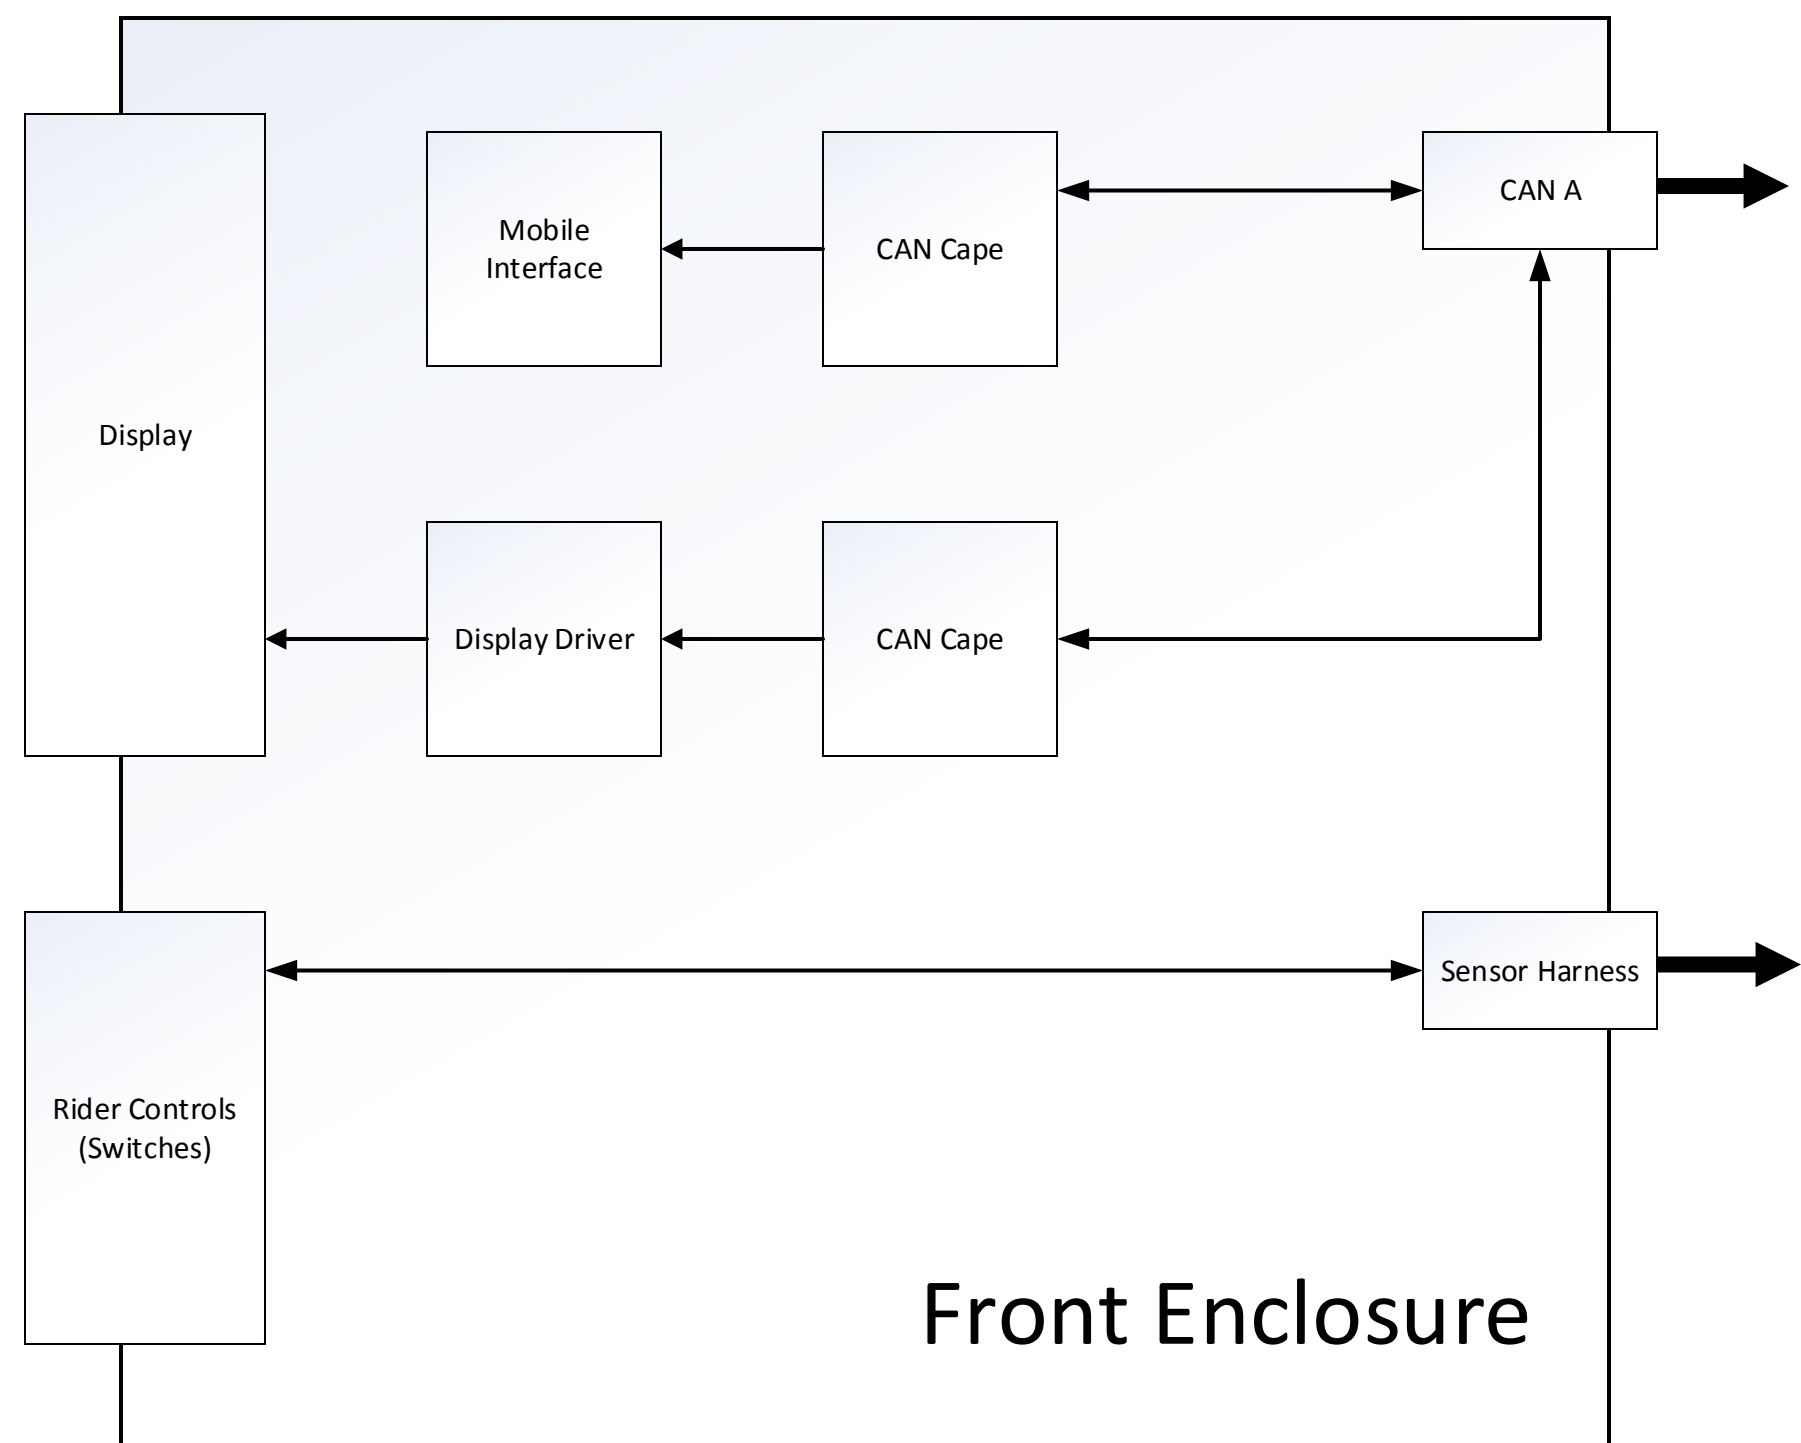 Mobile
Interface
CAN Cape
CAN A
Display
Display Driver
CAN Cape
Sensor Harness
Rider Controls
(Switches)
Front Enclosure